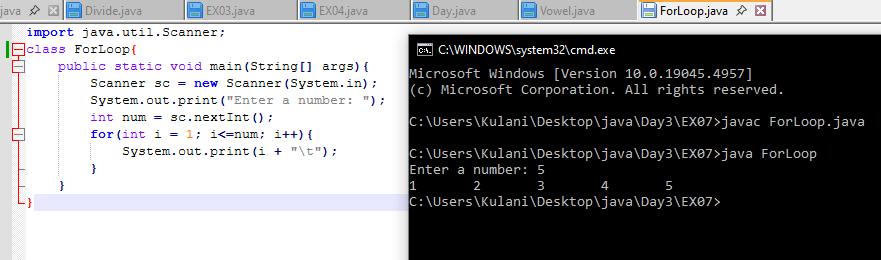 java Divide.java EX03.java EX04.java Day.java Vowel.java ForLoop.java
import java.util.Scanner;
class ForLoop{
public static void main(String[] args){
Scanner sc = new Scanner(System.in);
System.out.print("Enter a number: ");
int num = sc.nextInt();
for(int i = 1; i<=num; i++){
System.out.print(i + "\t");
}
}
}
C:\WINDOWS\system32\cmd.exe
Microsoft Windows [Version 10.0.19045.4957]
(c) Microsoft Corporation. All rights reserved.
C:\Users\Kulani\Desktop\java\Day3\EX07>javac ForLoop.java
C:\Users\Kulani\Desktop\java\Day3\EX07>java ForLoop
Enter a number: 5
1 2 3 4 5
C:\Users\Kulani\Desktop\java\Day3\EX07>